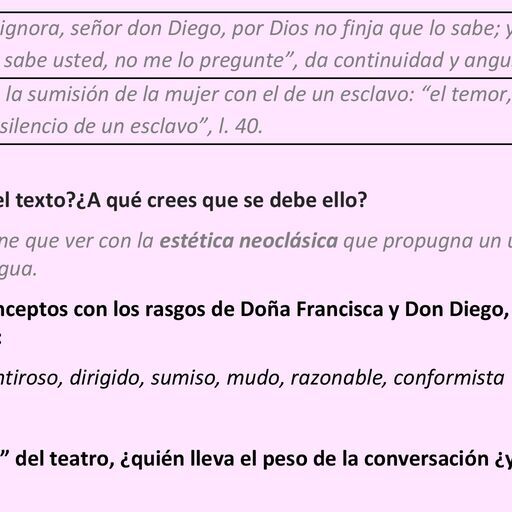 ignora, señor don Diego, por Dios no finja que lo sabe; y
sabe usted, no me lo pregunte”, da continuidad y angu
la sumisión de la mujer con el de un esclavo: “el temor,
silencio de un esclavo”, l. 40.
el texto?¿A qué crees que se debe ello?
ne que ver con la estética neoclásica que propugna un u
gua.
nceptos con los rasgos de Doña Francisca y Don Diego,
:
ntiroso, dirigido, sumiso, mudo, razonable, conformista
” del teatro, ¿quién lleva el peso de la conversación ¿y